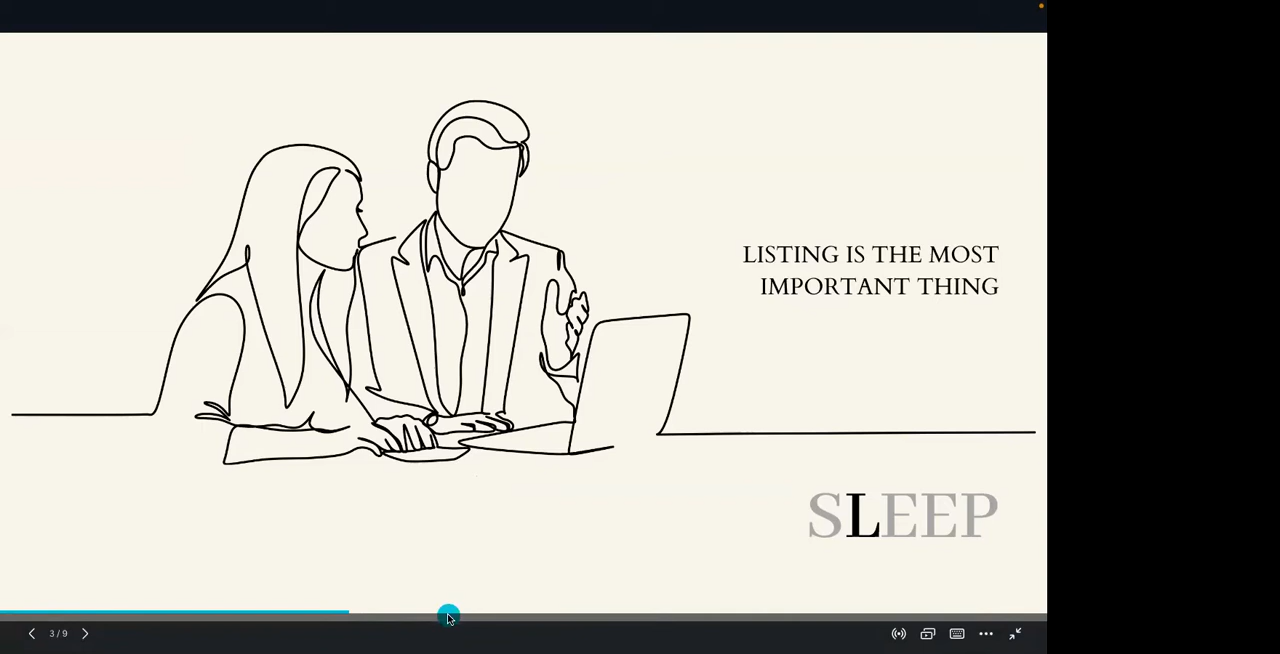 LISTING IS THE MOST
IMPORTANT THING
SLEEP
3 / 9